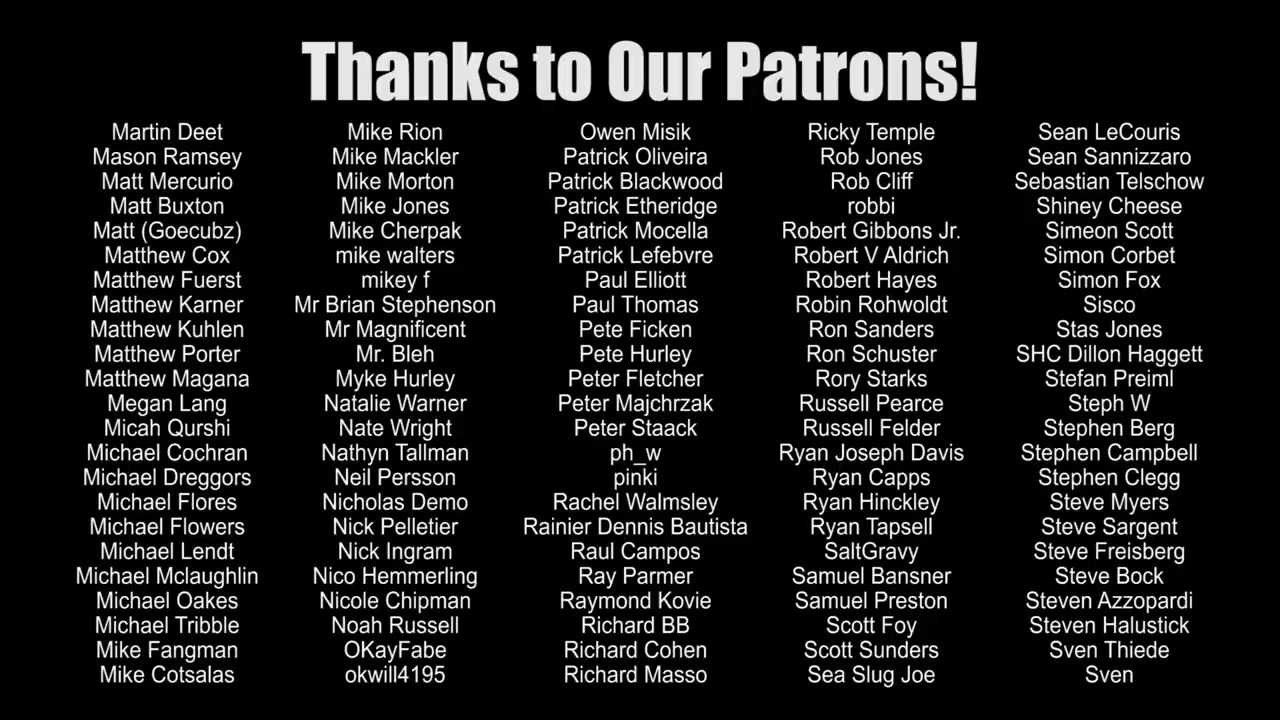 Thanks to Our Patrons!
Martin Deet
Mason Ramsey
Matt Mercurio
Matt Buxton
Matt (Goecubz)
Matthew Cox
Matthew Fuerst
Matthew Karner
Matthew Kuhlen
Matthew Porter
Matthew Magana
Megan Lang
Micah Qurshi
Michael Cochran
Michael Dreggors
Michael Flores
Michael Flowers
Michael Lendt
Michael Mclaughlin
Michael Oakes
Michael Tribble
Mike Fangman
Mike Cotsalas
Mike Rion
Mike Mackler
Mike Morton
Mike Jones
Mike Cherpak
mike walters
mikey f
Mr Brian Stephenson
Mr Magnificent
Mr. Bleh
Myke Hurley
Natalie Warner
Nate Wright
Nathyn Tallman
Neil Persson
Nicholas Demo
Nick Pelletier
Nick Ingram
Nico Hemmerling
Nicole Chipman
Noah Russell
OKayFabe
okwill4195
Owen Misik
Patrick Oliveira
Patrick Blackwood
Patrick Etheridge
Patrick Mocella
Patrick Lefebvre
Paul Elliott
Paul Thomas
Pete Ficken
Pete Hurley
Peter Fletcher
Peter Majchrzak
Peter Staack
ph_w
pinki
Rachel Walmsley
Rainier Dennis Bautista
Raul Campos
Ray Parmer
Raymond Kovie
Richard BB
Richard Cohen
Richard Masso
Ricky Temple
Rob Jones
Rob Cliff
robbi
Robert Gibbons Jr.
Robert V Aldrich
Robert Hayes
Robin Rohwoldt
Ron Sanders
Ron Schuster
Rory Starks
Russell Pearce
Russell Felder
Ryan Joseph Davis
Ryan Capps
Ryan Hinckley
Ryan Tapsell
SaltGravy
Samuel Bansner
Samuel Preston
Scott Foy
Scott Sunders
Sea Slug Joe
Sean LeCouris
Sean Sannizzaro
Sebastian Telschow
Shiney Cheese
Simeon Scott
Simon Corbet
Simon Fox
Sisco
Stas Jones
SHC Dillon Haggett
Stefan Preiml
Steph W
Stephen Berg
Stephen Campbell
Stephen Clegg
Steve Myers
Steve Sargent
Steve Freisberg
Steve Bock
Steven Azzopardi
Steven Halustick
Sven Thiede
Sven